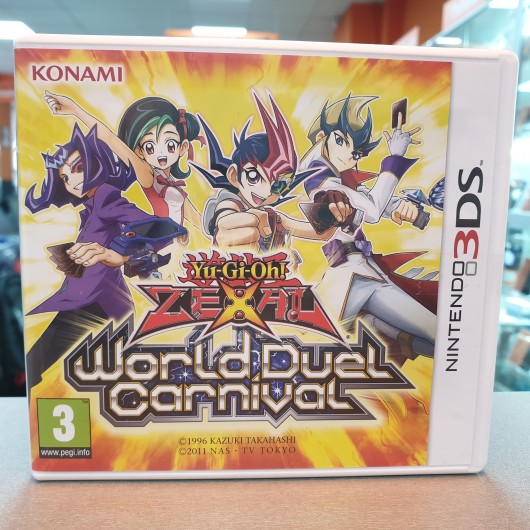 KONAMI
NINTENDO 3DS™
Yu-Gi-Oh!
ZEXAL
World Duel
Carnival
3
www.pegi.info
©1996 KAZUKI TAKAHASHI
©2011 NAS・TV TOKYO